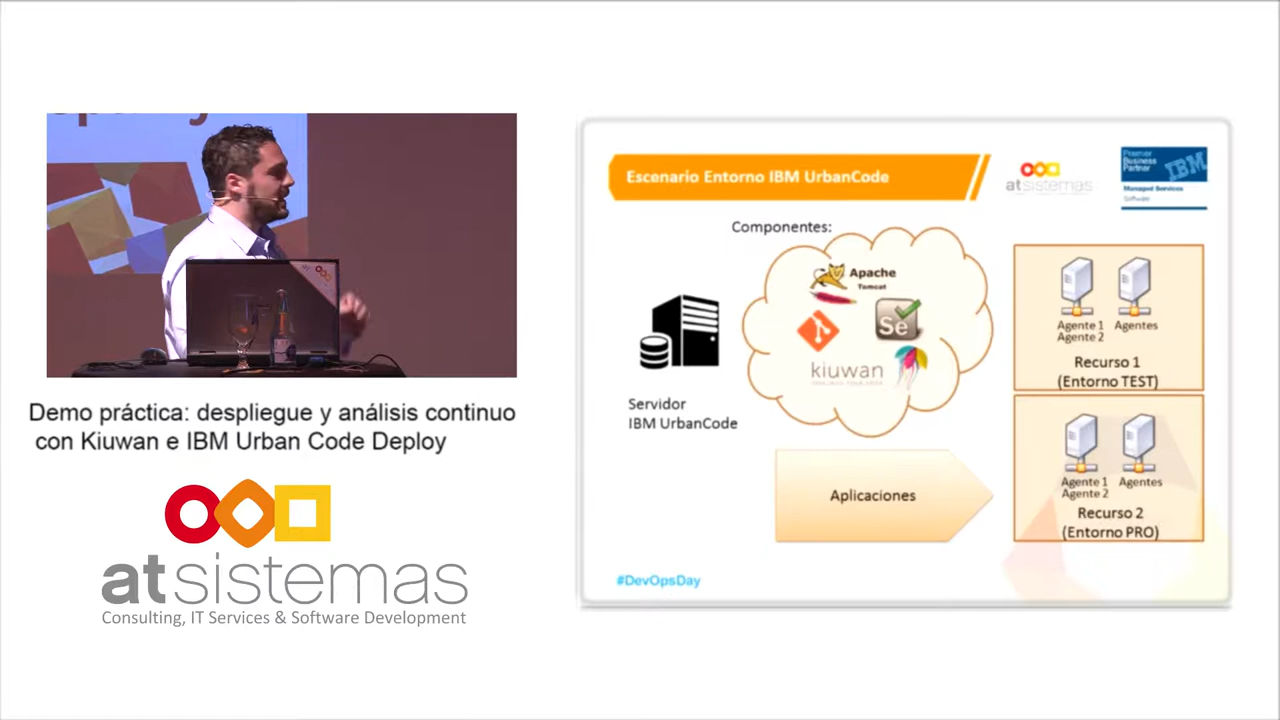 Demo práctica: despliegue y análisis continuo
con Kiuwan e IBM Urban Code Deploy
atsistemas
Consulting, IT Services & Software Development
Escenario Entorno IBM UrbanCode
atsistemas
Premier
Business
Partner
IBM
Managed Services
Software
Componentes:
Apache
Tomcat
Se
kiuwan
Servidor
IBM UrbanCode
Aplicaciones
Agente 1
Agente 2
Agentes
Recurso 1
(Entorno TEST)
Agente 1
Agente 2
Agentes
Recurso 2
(Entorno PRO)
#DevOpsDay